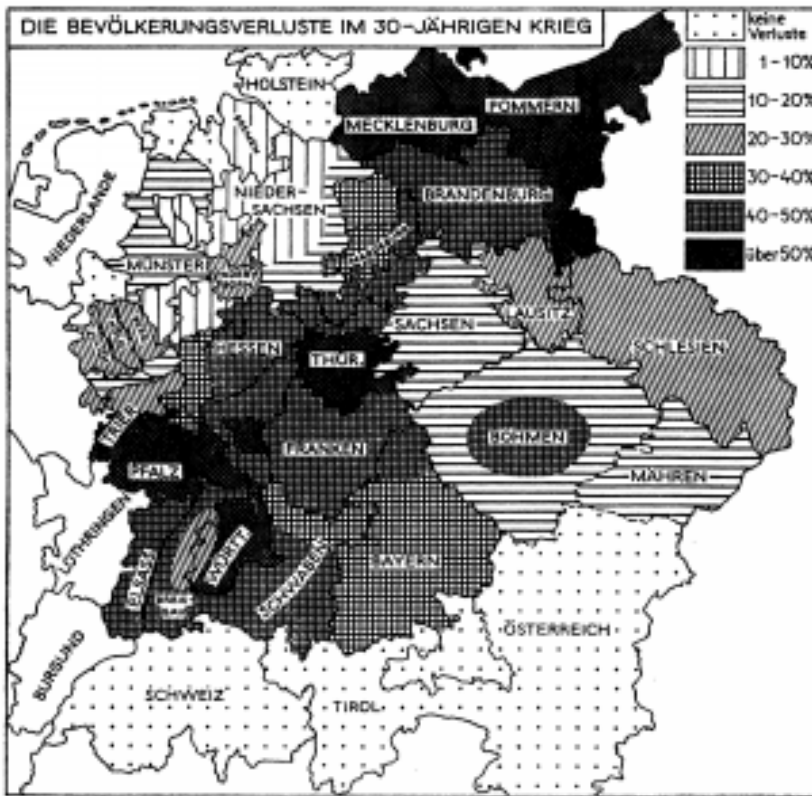 DIE BEVÖLKERUNGSVERLUSTE IM 30-JÄHRIGEN KRIEG
keine
Verluste
1-10%
10-20%
20-30%
30-40%
40-50%
über 50%
HOLSTEIN
POMMERN
MECKLENBURG
BRANDENBURG
NIEDER-
SACHSEN
NIEDERLANDE
MÜNSTER
LAUSITZ
SACHSEN
SCHLESIEN
HESSEN
THÜR.
TRIER
FRANKEN
BÖHMEN
MÄHREN
PFALZ
LOTHRINGEN
WÜRTT.
BAYERN
ELSASS
SCHWABEN
ÖSTERREICH
BURGUND
SCHWEIZ
TIROL